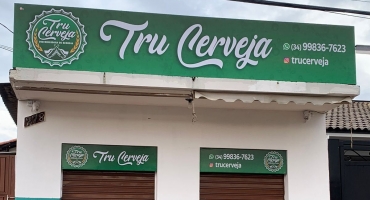 Tru
Cerveja
Tru Cerveja
(34) 99836-7623
trucerveja
Tru Cerveja
(34) 99836-7623
trucerveja